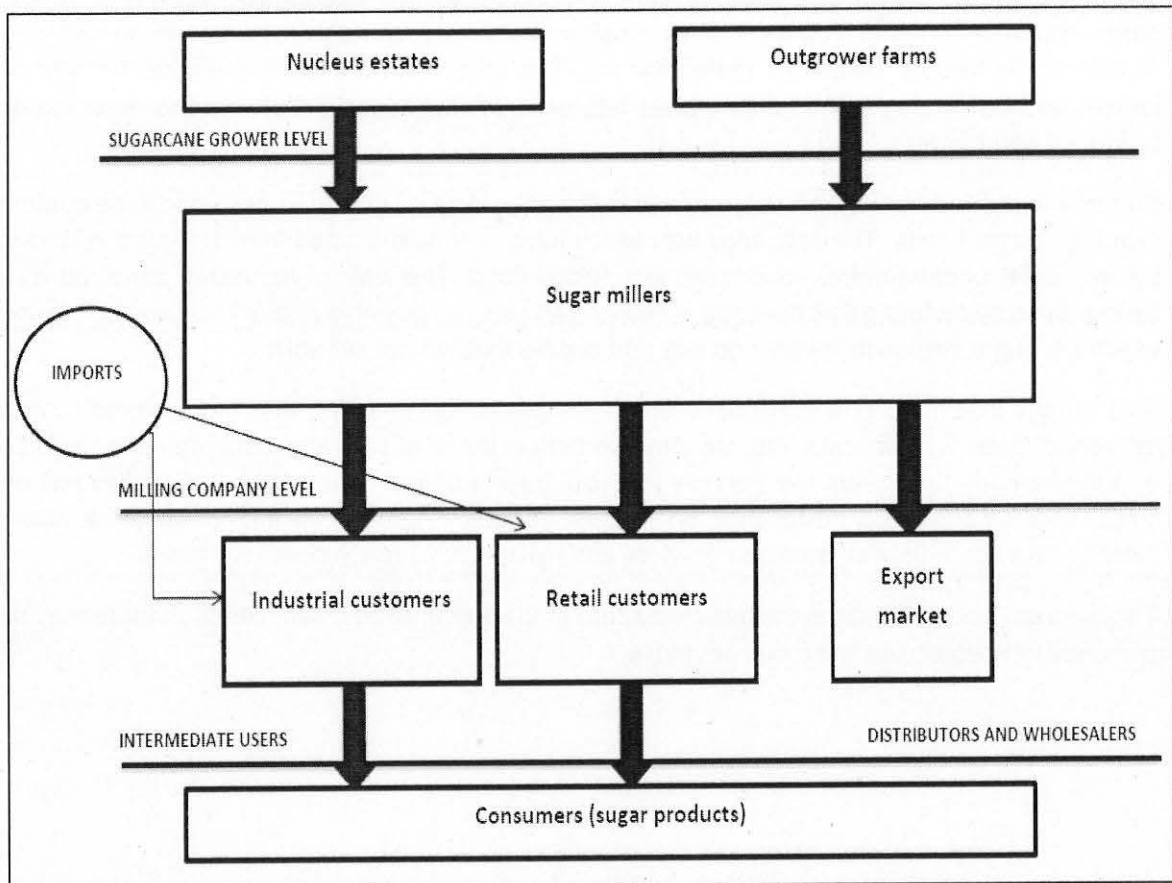 Nucleus estates
Outgrower farms
SUGARCANE GROWER LEVEL
Sugar millers
IMPORTS
MILLING COMPANY LEVEL
Industrial customers
Retail customers
Export
market
INTERMEDIATE USERS
DISTRIBUTORS AND WHOLESALERS
Consumers (sugar products)